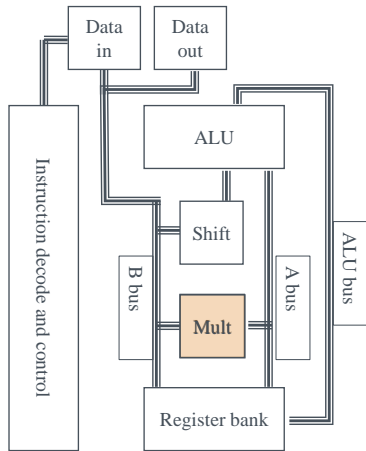 Data
in
Data
out
ALU
Instruction decode and control
Shift
B bus
A bus
ALU bus
Mult
Register bank